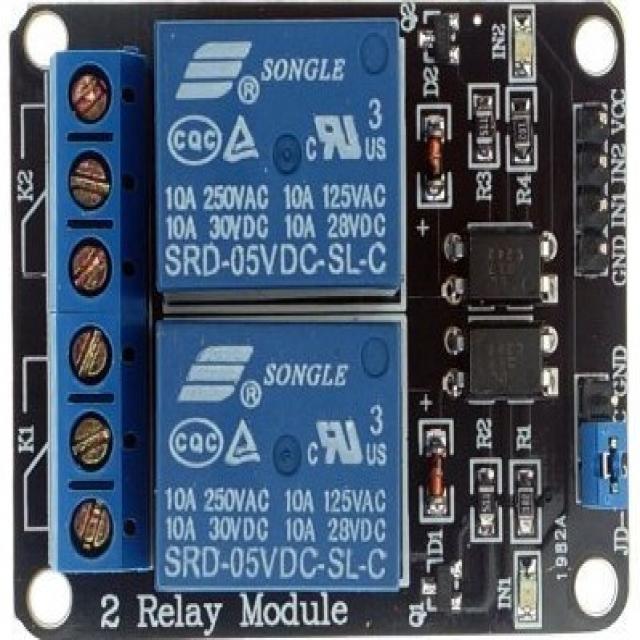 Q2
IN2
D2
SONGLE
®
CQC
3
C US
10A 250VAC 10A 125VAC
10A 30VDC 10A 28VDC
SRD-05VDC-SL-C
K2
+
R3
R4
VCC
IN2
IN1
GND
SONGLE
®
CQC
3
C US
10A 250VAC 10A 125VAC
10A 30VDC 10A 28VDC
SRD-05VDC-SL-C
K1
+
R2
R1
GND
JD-
1982A
D1
Q1
IN1
2 Relay Module